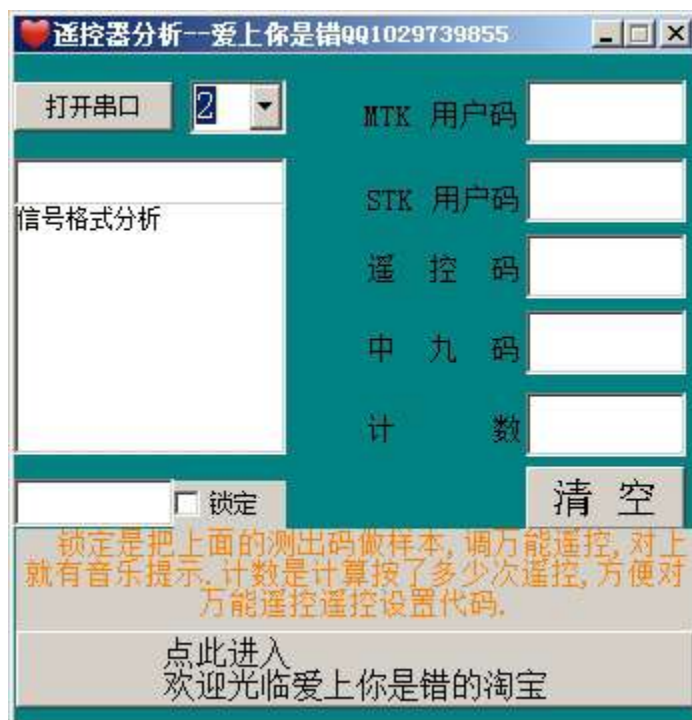 遥控器分析--爱上你是错QQ1029739855
打开串口
2
MTK 用户码
信号格式分析
STK 用户码
遥 控 码
中 九 码
计 数
锁定
清 空
锁定是把上面的测出码做样本,调万能遥控,对上
就有音乐提示.计数是计算按了多少次遥控,方便对
万能遥控遥控设置代码.
点此进入
欢迎光临爱上你是错的淘宝